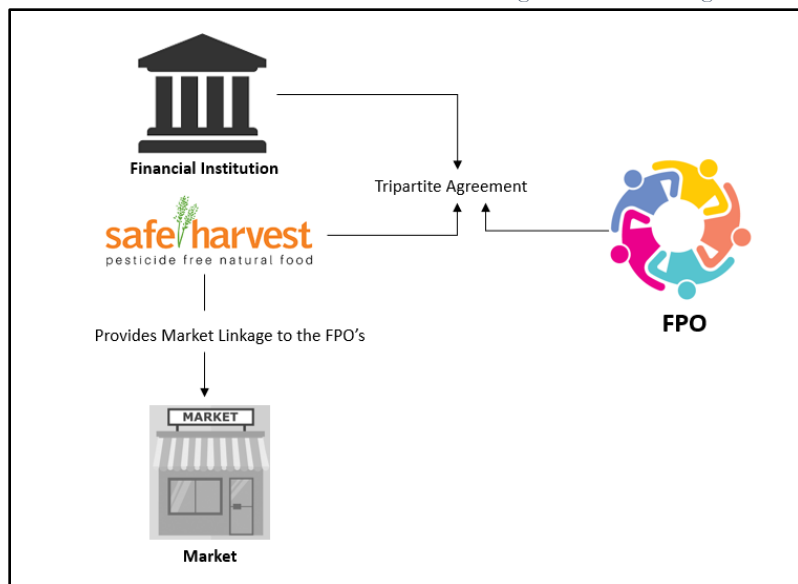 Financial Institution
Tripartite Agreement
safe harvest
pesticide free natural food
FPO
Provides Market Linkage to the FPO's
MARKET
Market